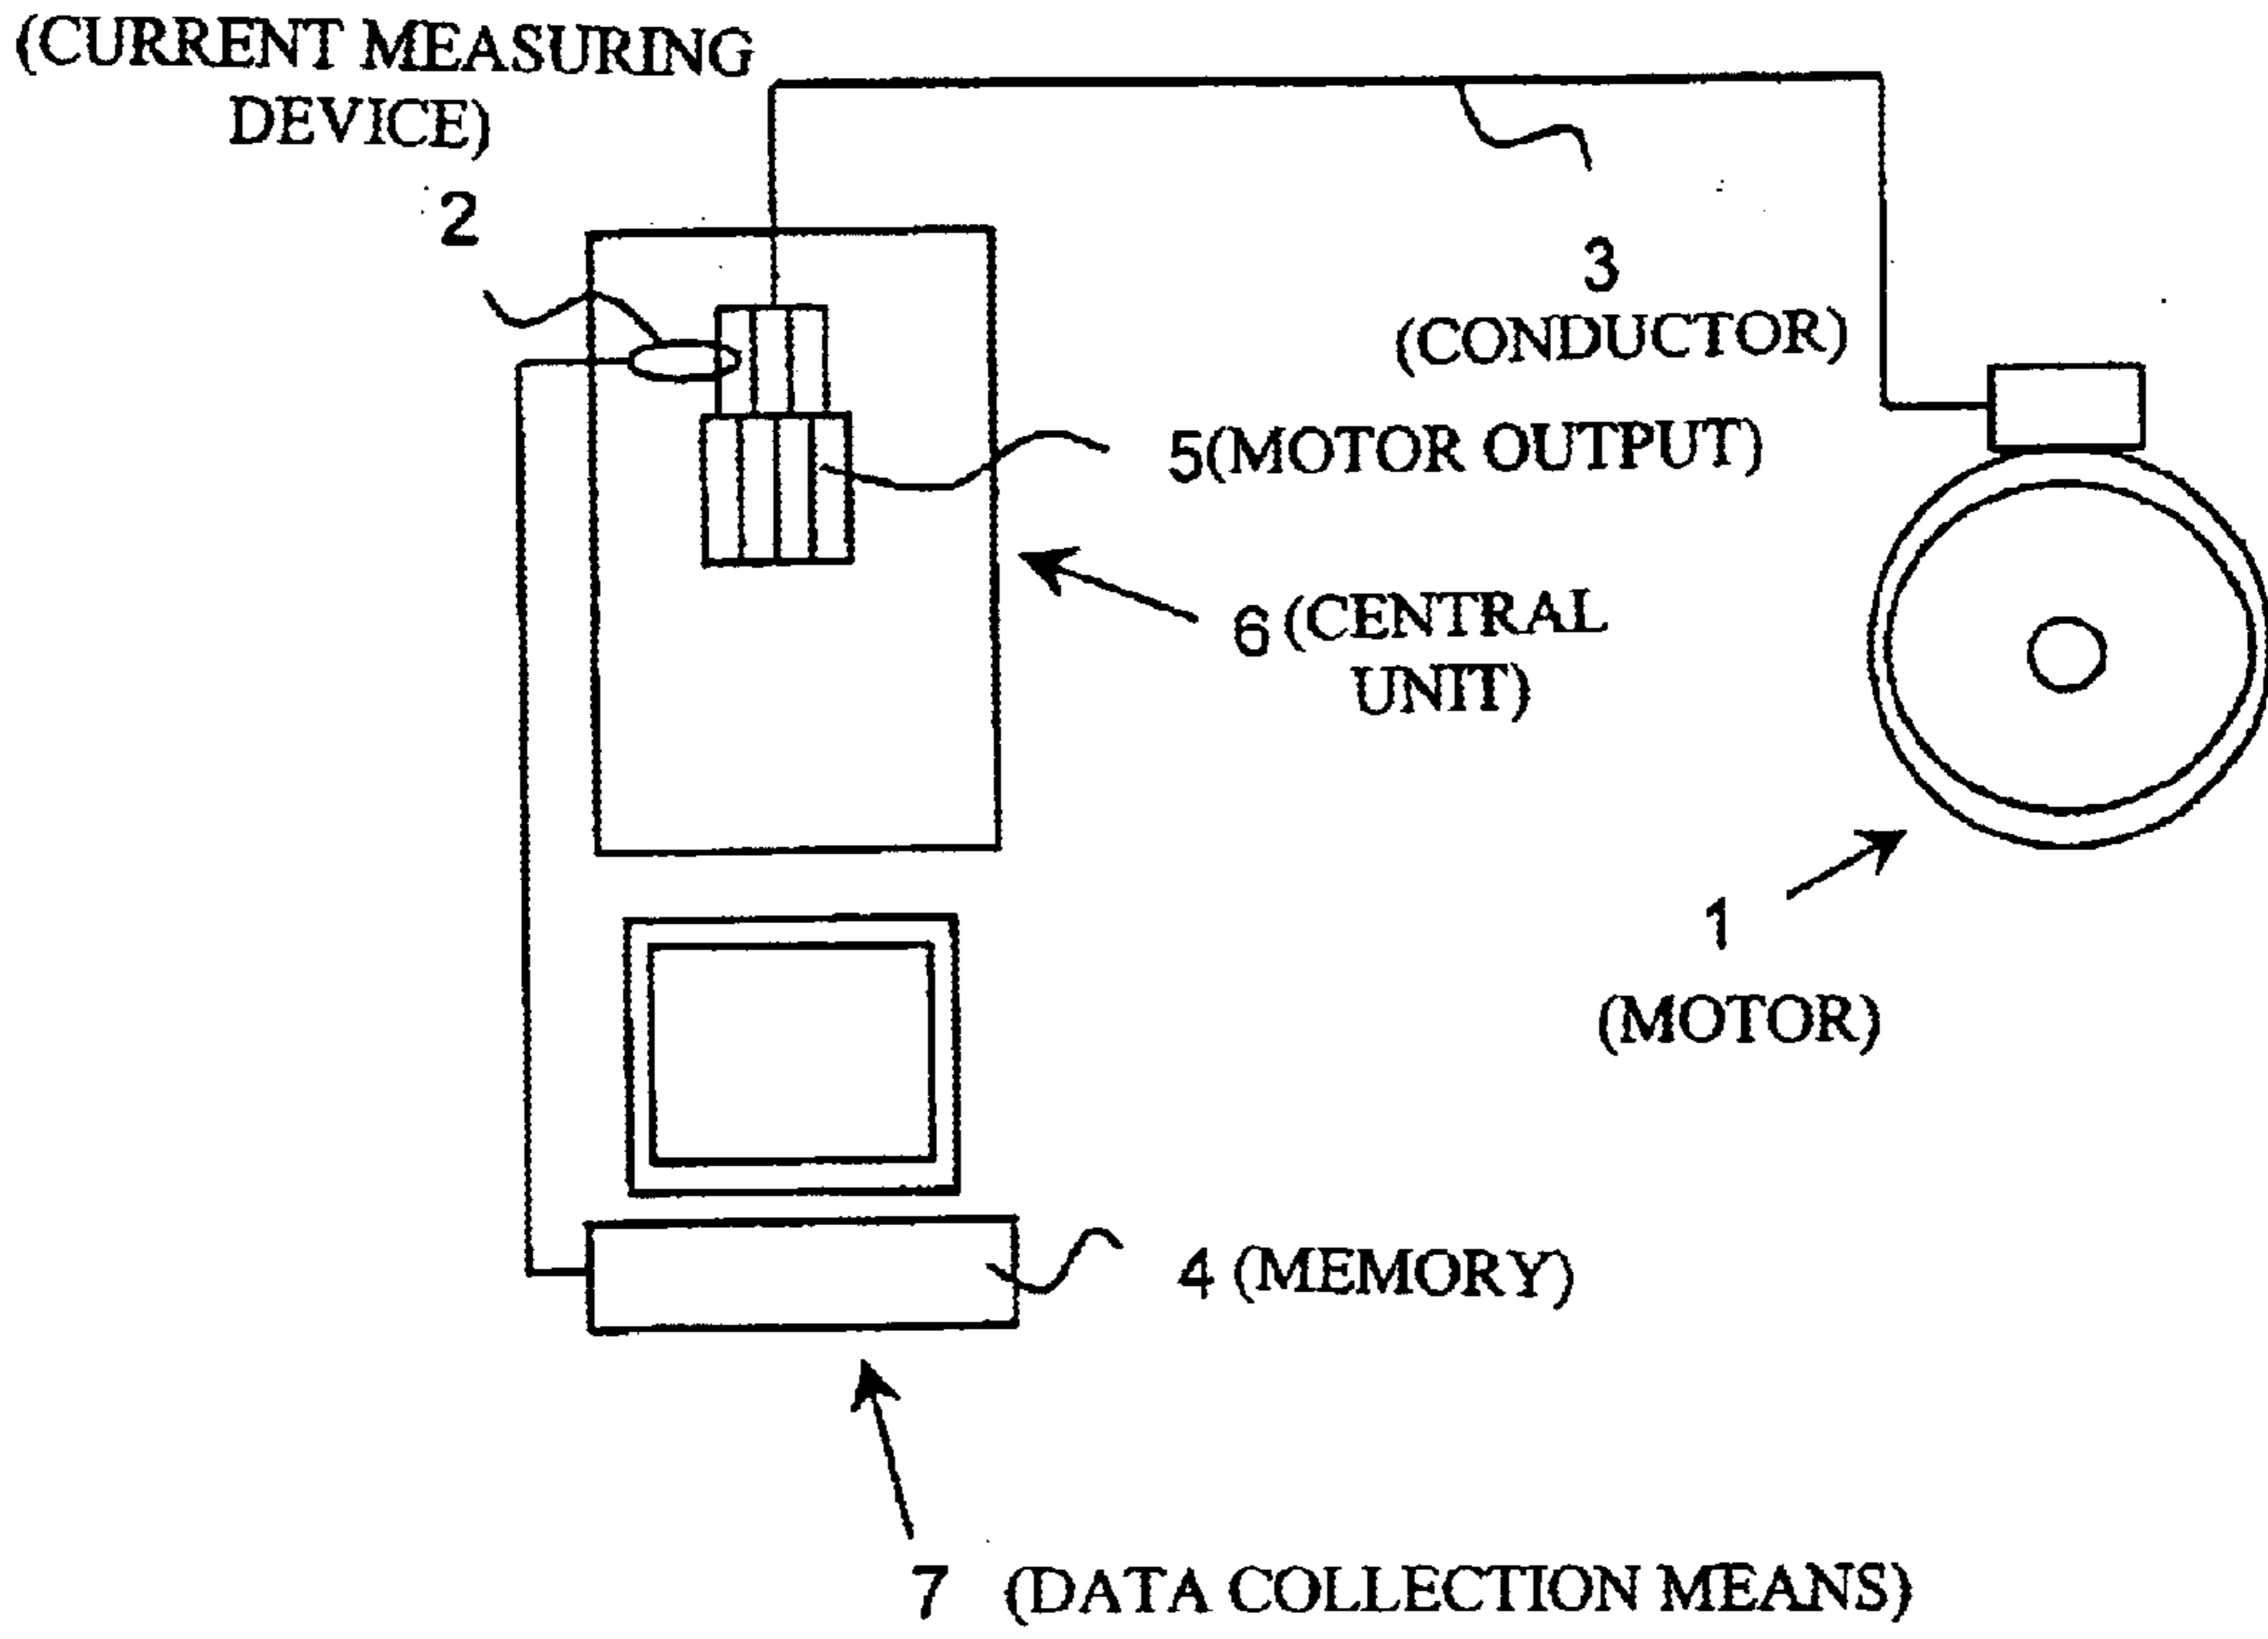 (CURRENT MEASURING
DEVICE)
2
3
(CONDUCTOR)
5(MOTOR OUTPUT)
6(CENTRAL
UNIT)
1
(MOTOR)
4 (MEMORY)
7 (DATA COLLECTION MEANS)